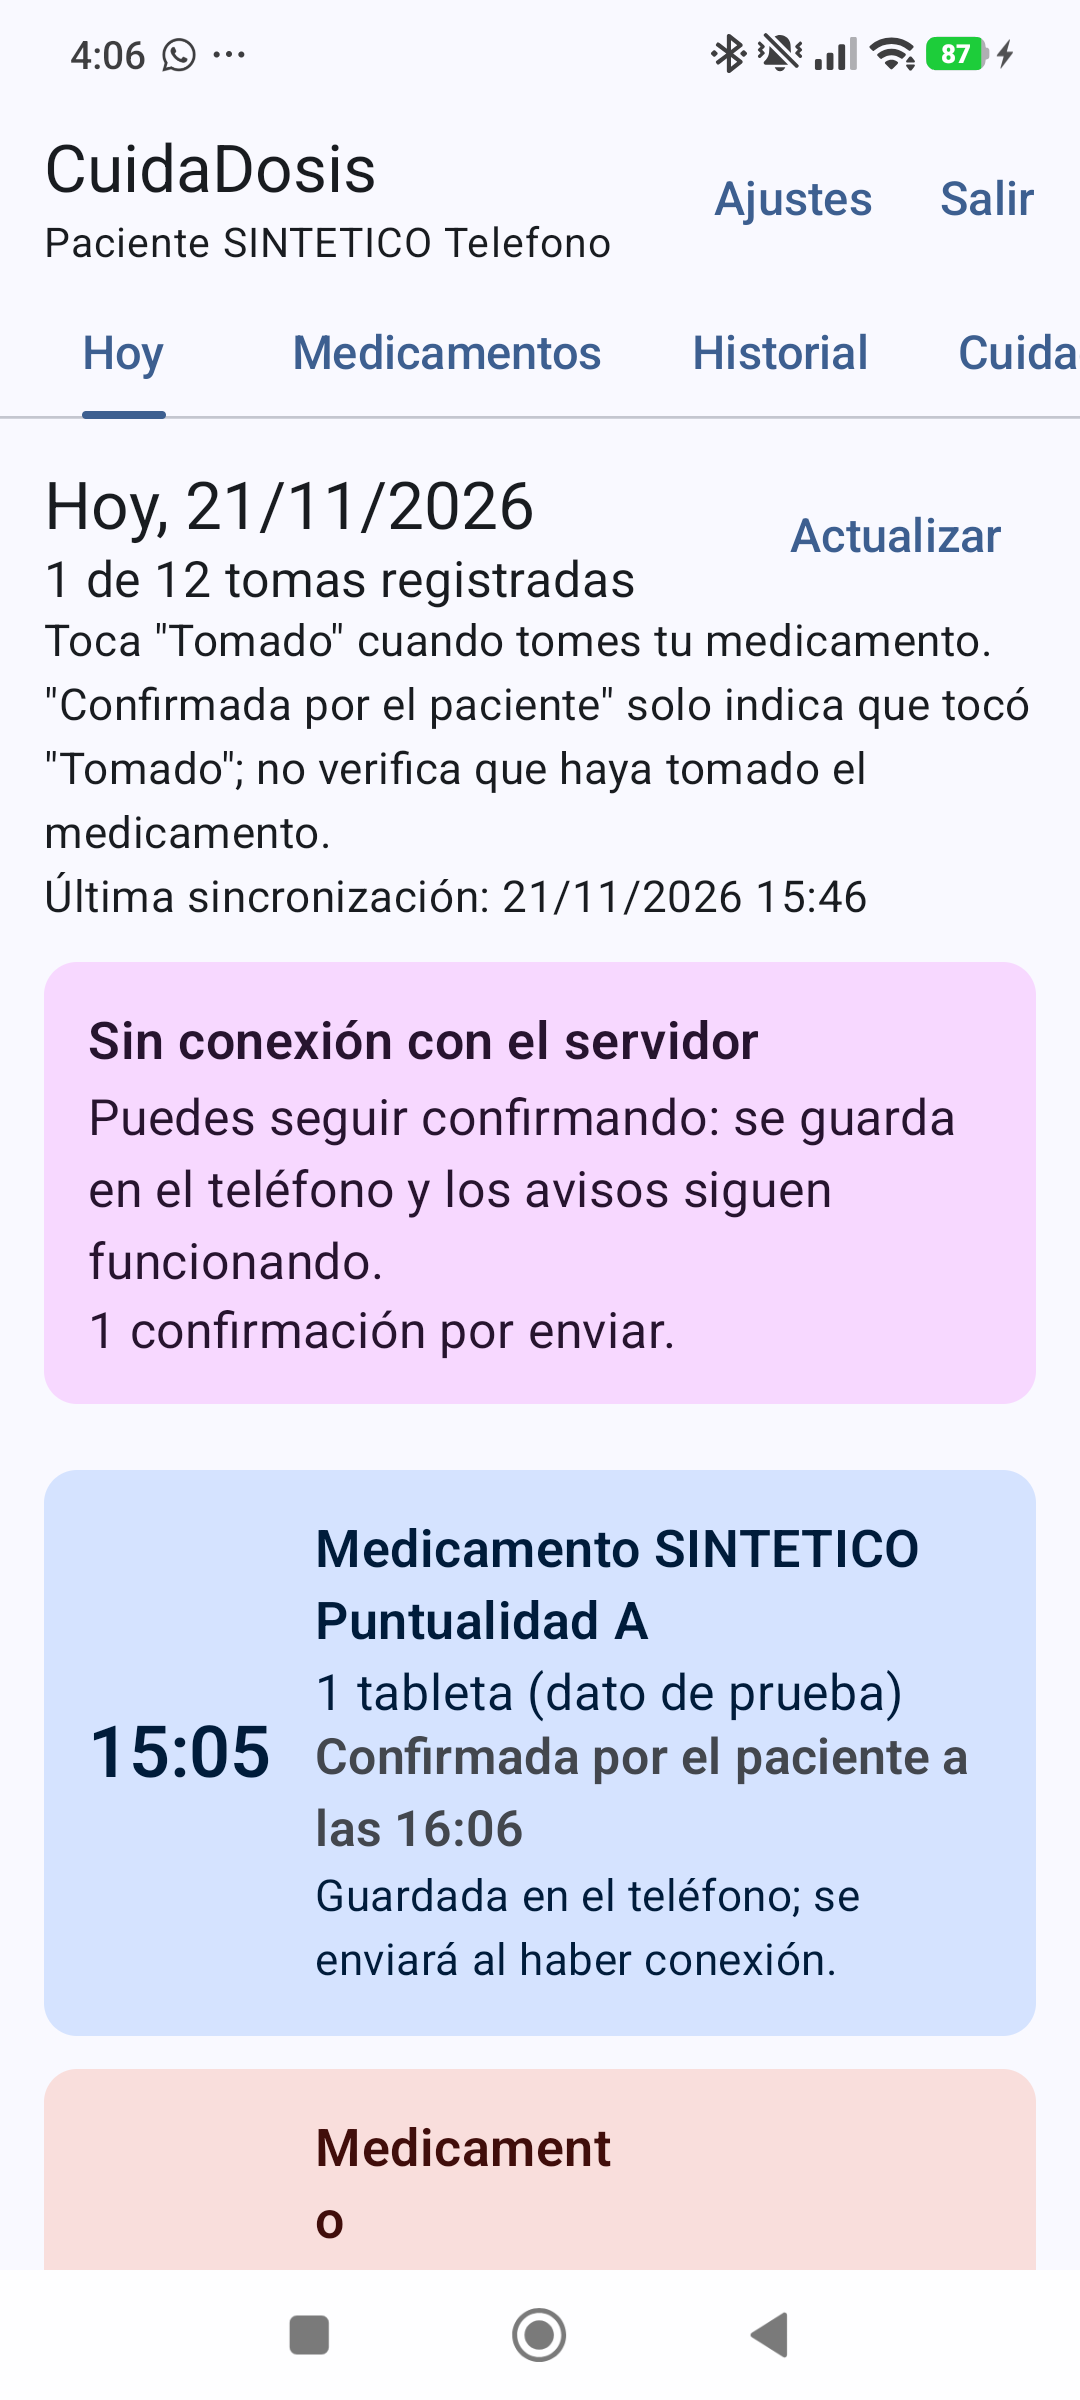 4:06
87
CuidaDosis
Paciente SINTETICO Telefono
Ajustes
Salir
Hoy
Medicamentos
Historial
Cuida
Hoy, 21/11/2026
1 de 12 tomas registradas
Actualizar
Toca "Tomado" cuando tomes tu medicamento.
"Confirmada por el paciente" solo indica que tocó
"Tomado"; no verifica que haya tomado el
medicamento.
Última sincronización: 21/11/2026 15:46
Sin conexión con el servidor
Puedes seguir confirmando: se guarda
en el teléfono y los avisos siguen
funcionando.
1 confirmación por enviar.
15:05
Medicamento SINTETICO
Puntualidad A
1 tableta (dato de prueba)
Confirmada por el paciente a
las 16:06
Guardada en el teléfono; se
enviará al haber conexión.
Medicament
o